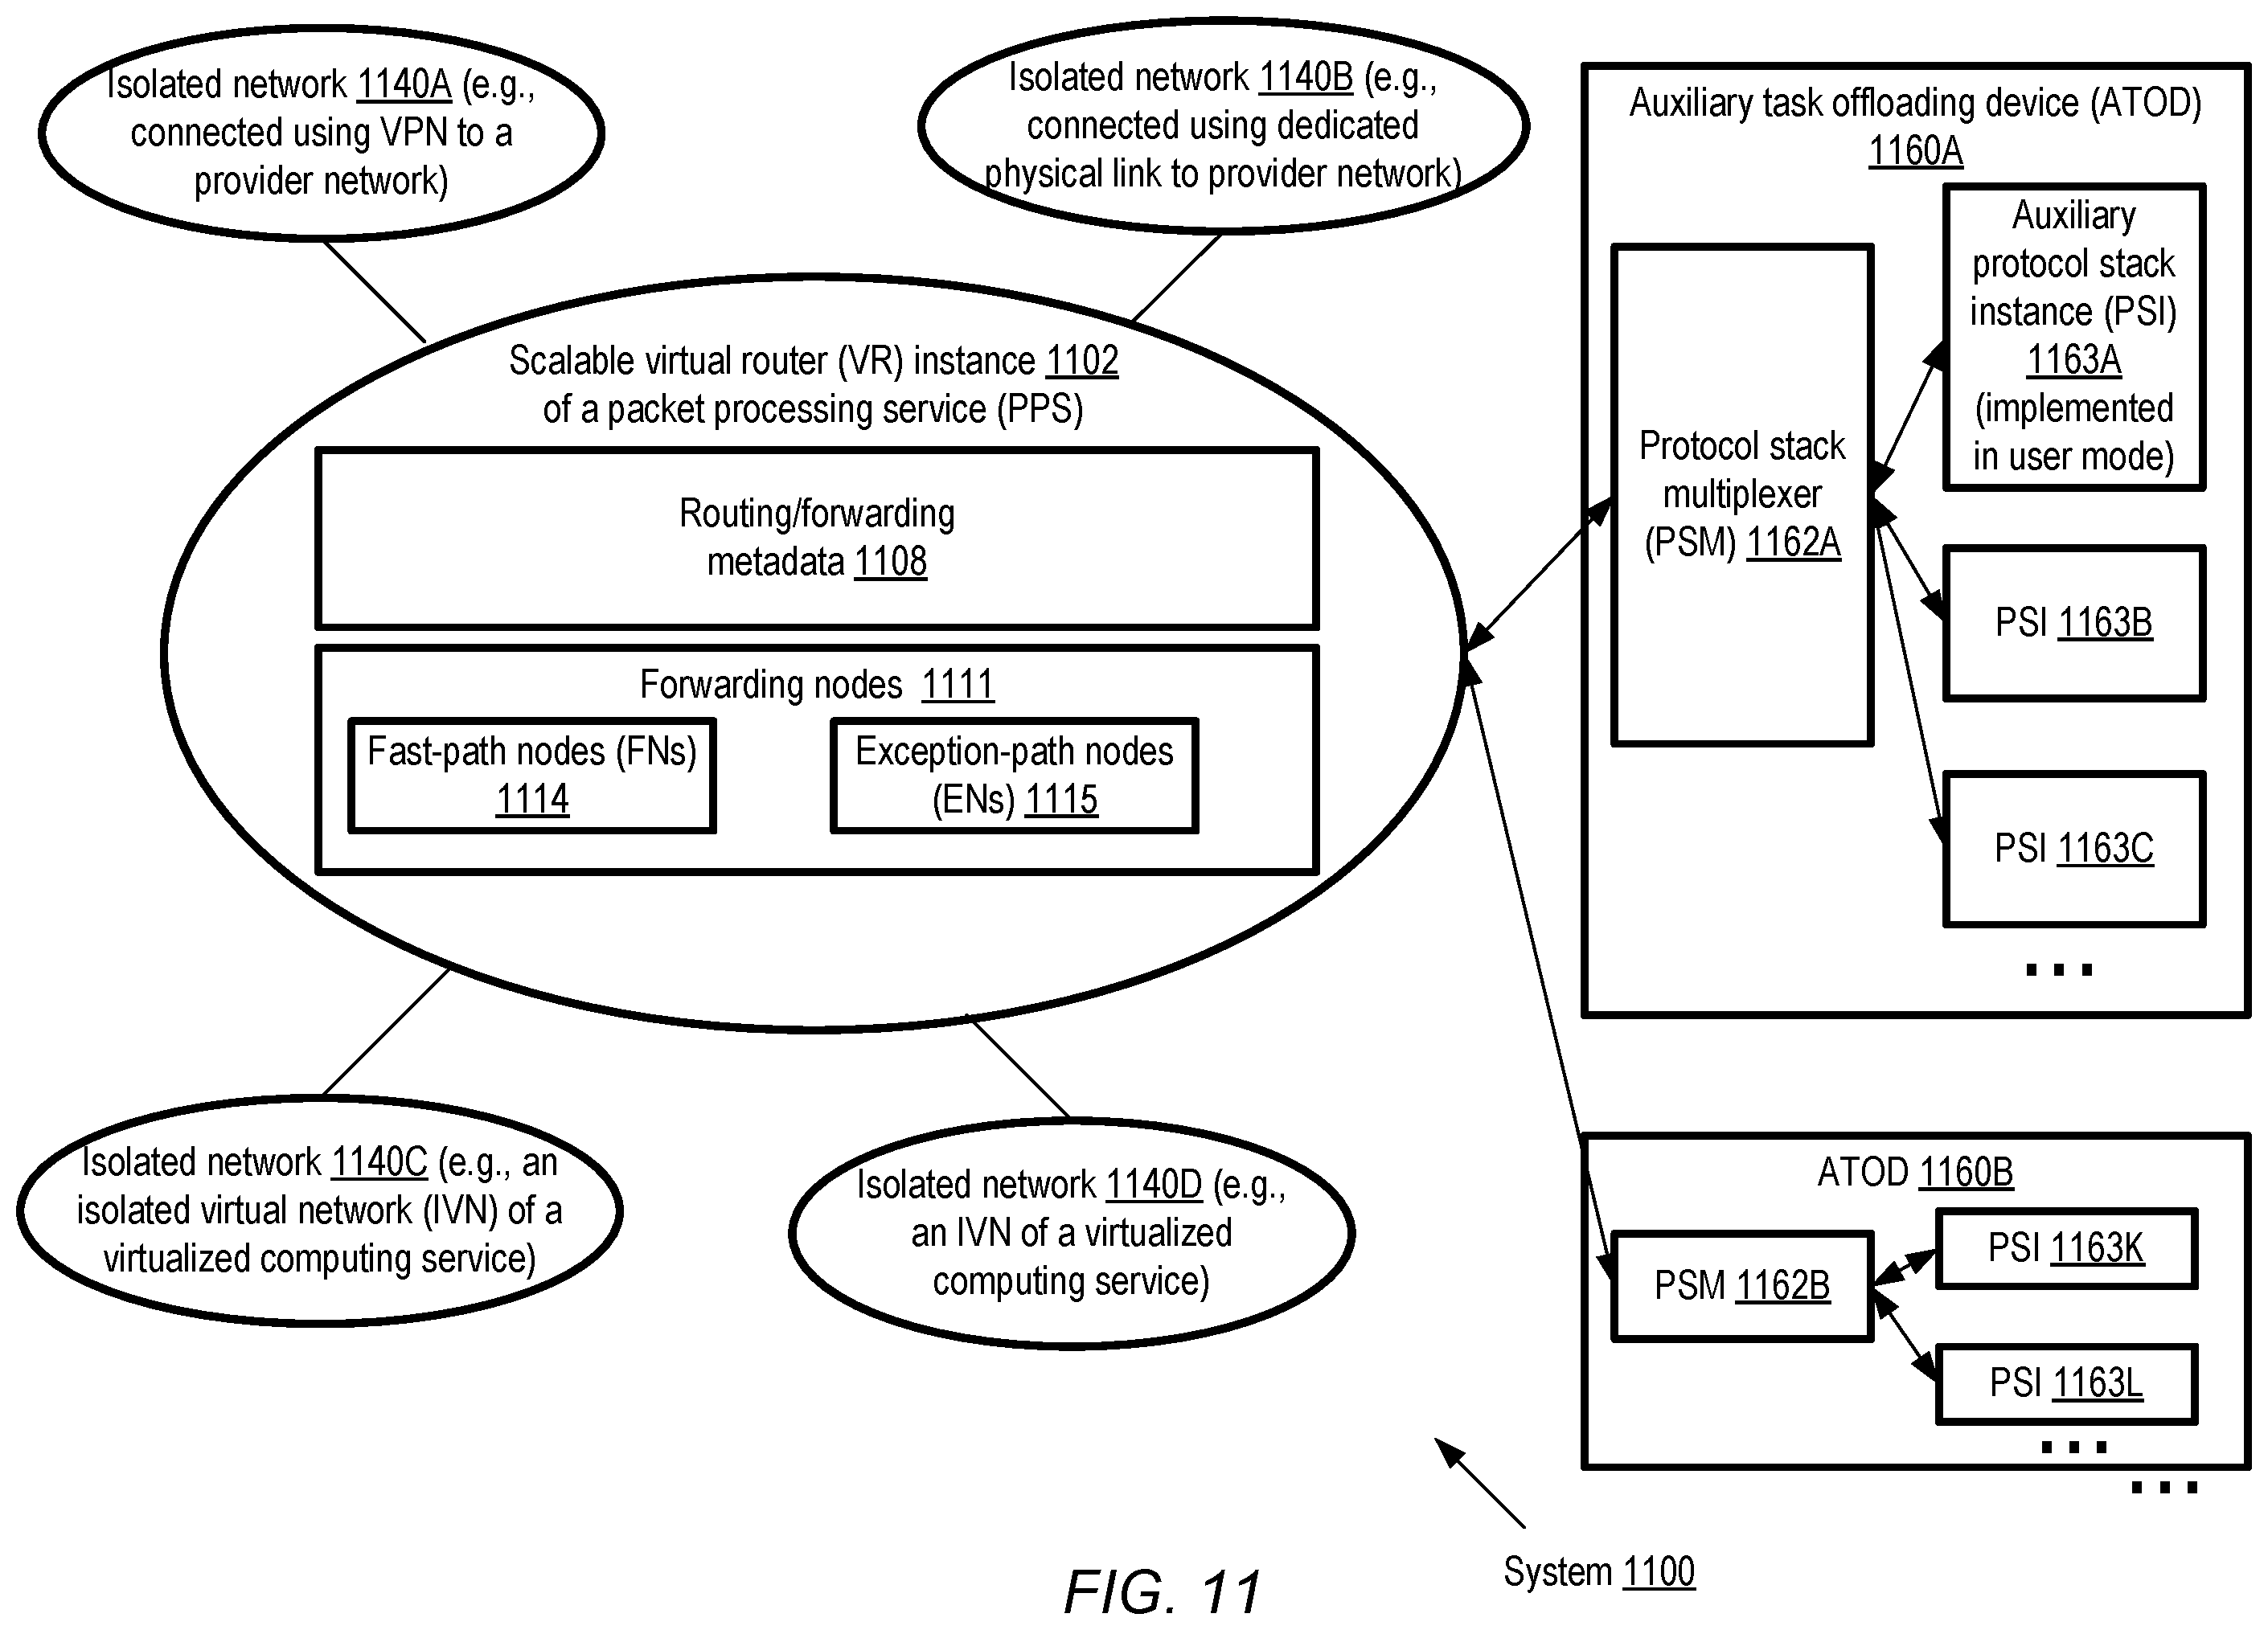 Isolated network 1140A (e.g.,
connected using VPN to a
provider network)
Isolated network 1140B (e.g.,
connected using dedicated
physical link to provider network)
Scalable virtual router (VR) instance 1102
of a packet processing service (PPS)
Routing/forwarding
metadata 1108
Forwarding nodes 1111
Fast-path nodes (FNs)
1114
Exception-path nodes
(ENs) 1115
Isolated network 1140C (e.g., an
isolated virtual network (IVN) of a
virtualized computing service)
Isolated network 1140D (e.g.,
an IVN of a virtualized
computing service)
Auxiliary task offloading device (ATOD)
1160A
Protocol stack
multiplexer
(PSM) 1162A
Auxiliary
protocol stack
instance (PSI)
1163A
(implemented
in user mode)
PSI 1163B
PSI 1163C
...
ATOD 1160B
PSM 1162B
PSI 1163K
PSI 1163L
...
...
System 1100
FIG. 11